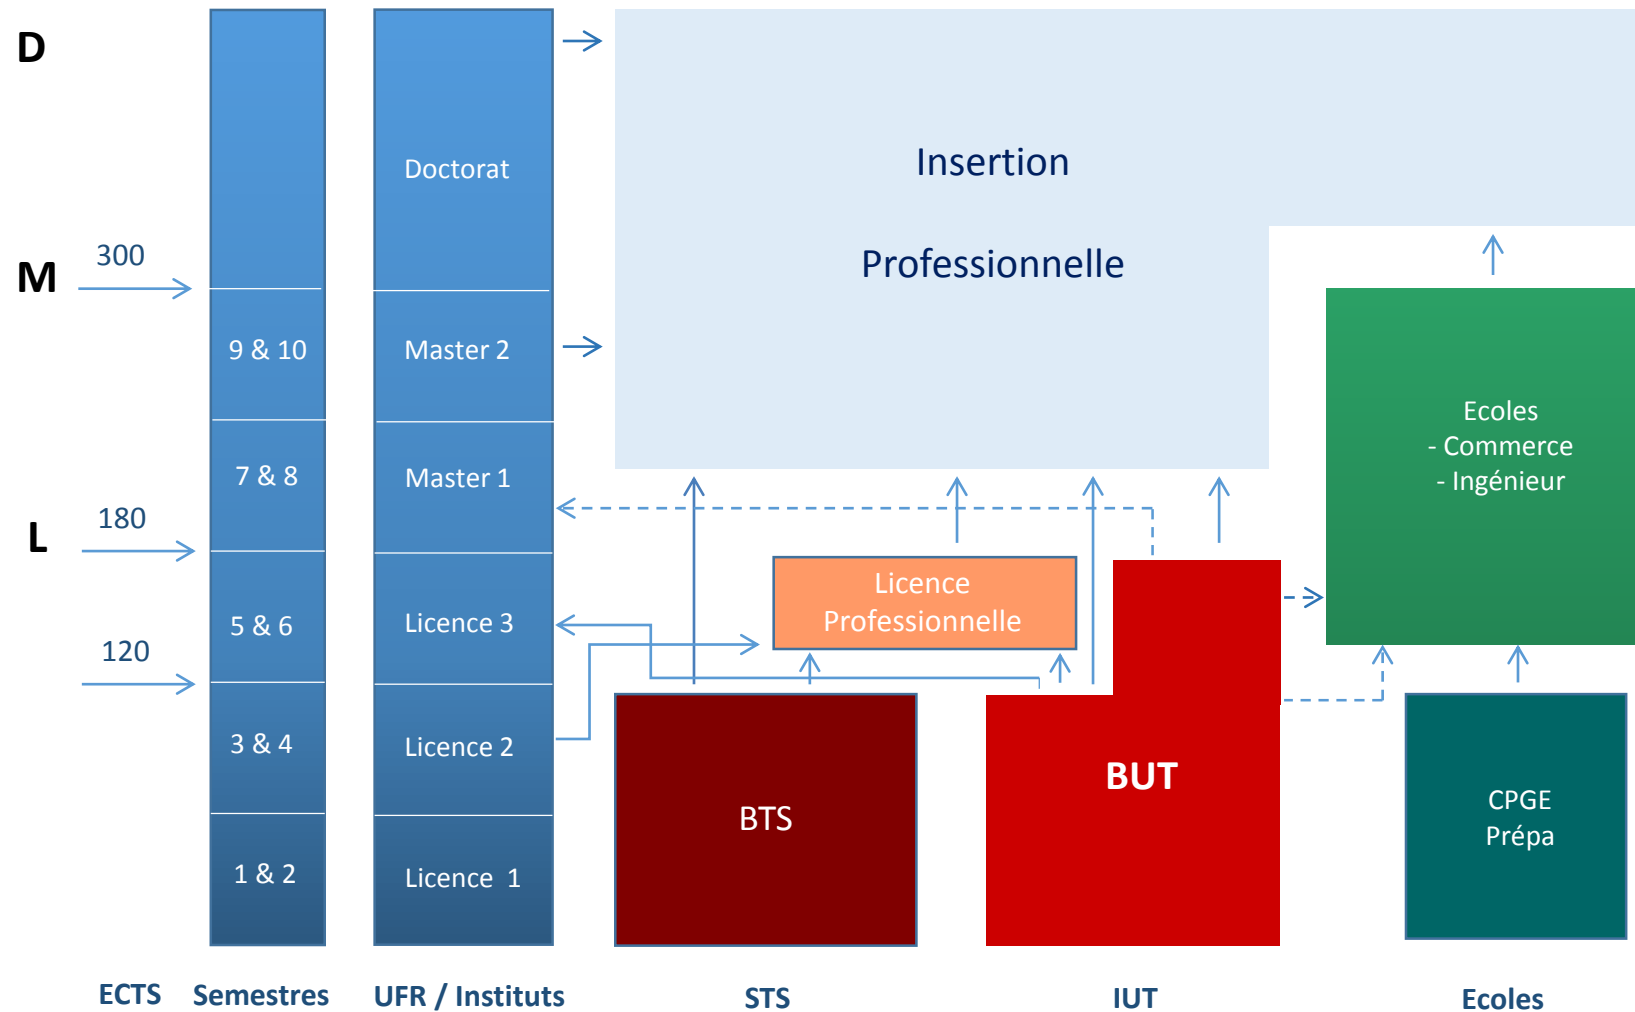 D
M
L
300
180
120
9 & 10
7 & 8
5 & 6
3 & 4
1 & 2
Doctorat
Master 2
Master 1
Licence 3
Licence 2
Licence 1
Insertion
Professionnelle
Licence
Professionnelle
BTS
BUT
Ecoles
- Commerce
- Ingénieur
CPGE
Prépa
ECTS
Semestres
UFR / Instituts
STS
IUT
Ecoles